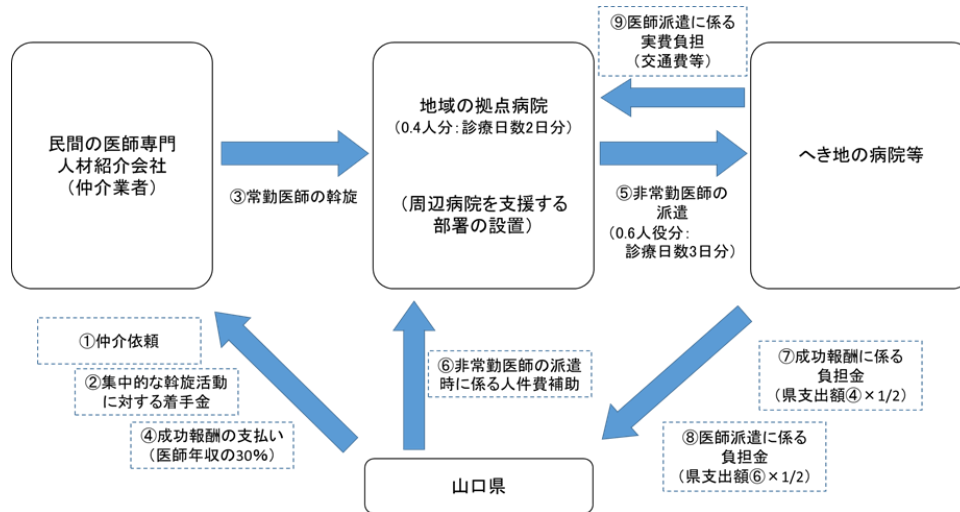 ⑨医師派遣に係る
実費負担
(交通費等)
民間の医師専門
人材紹介会社
(仲介業者)
③常勤医師の斡旋
地域の拠点病院
(0.4人分:診療日数2日分)
(周辺病院を支援する
部署の設置)
⑤非常勤医師の
派遣
(0.6人役分:
診療日数3日分)
へき地の病院等
①仲介依頼
②集中的な斡旋活動
に対する着手金
④成功報酬の支払い
(医師年収の30%)
⑥非常勤医師の派遣
時に係る人件費補助
⑦成功報酬に係る
負担金
(県支出額④×1/2)
⑧医師派遣に係る
負担金
(県支出額⑥×1/2)
山口県